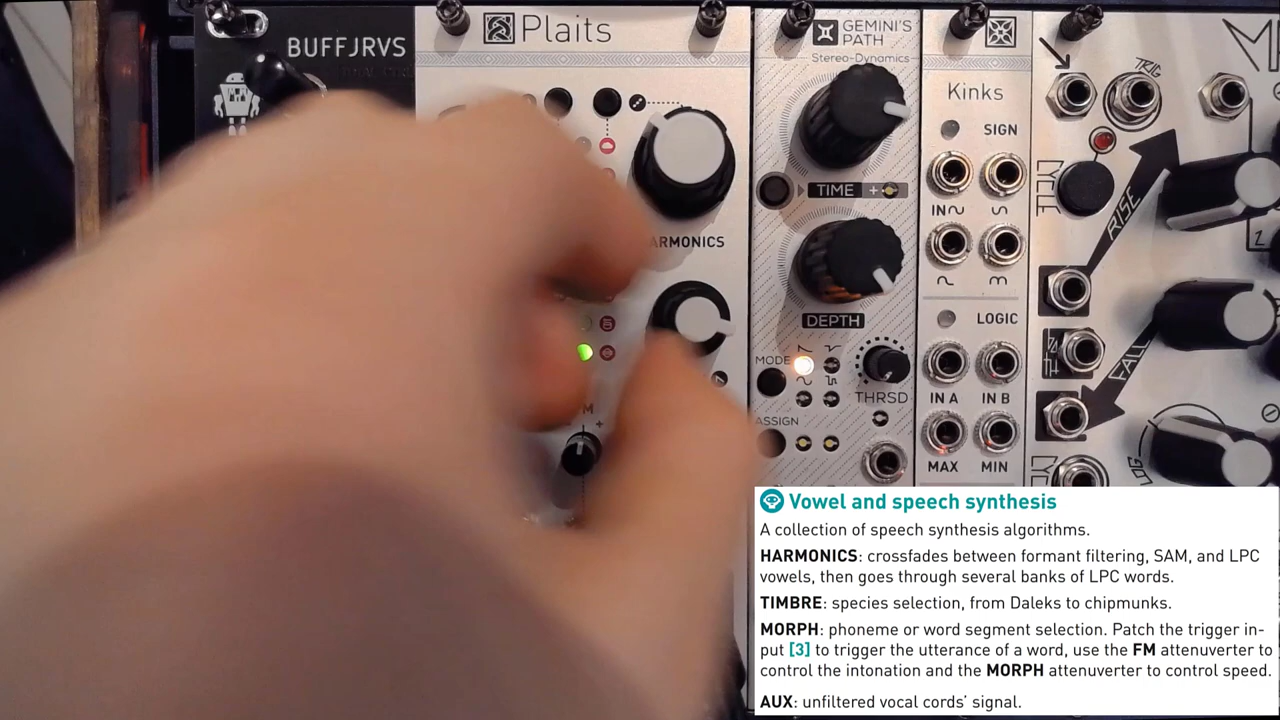 BUFFJRVS
Plaits
GEMINI'S
PATH
Stereo-Dynamics
TRIG
Kinks
SIGN
TIME +
CYCLE
RISE
IN
ARMONICS
DEPTH
LOGIC
MODE
THRSD
FALL
IN A IN B
M
ASSIGN
MAX MIN
Vowel and speech synthesis
A collection of speech synthesis algorithms.
HARMONICS: crossfades between formant filtering, SAM, and LPC
vowels, then goes through several banks of LPC words.
TIMBRE: species selection, from Daleks to chipmunks.
MORPH: phoneme or word segment selection. Patch the trigger in-
put [3] to trigger the utterance of a word, use the FM attenuverter to
control the intonation and the MORPH attenuverter to control speed.
AUX: unfiltered vocal cords' signal.